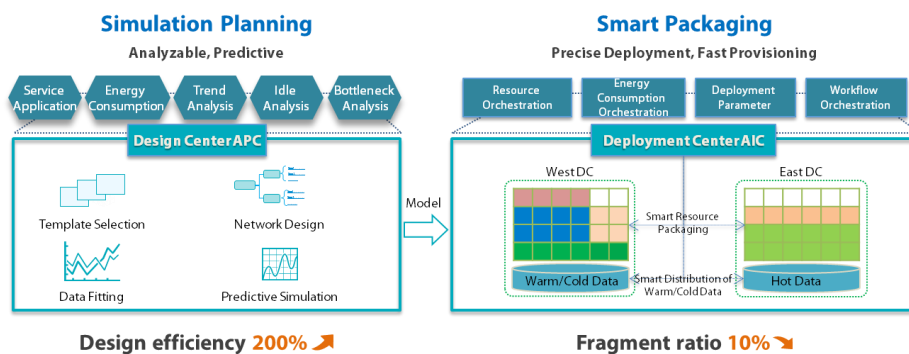 Simulation Planning
Analyzable, Predictive
Service
Application
Energy
Consumption
Trend
Analysis
Idle
Analysis
Bottleneck
Analysis
Design Center APC
Template Selection
Network Design
Data Fitting
Predictive Simulation
Design efficiency 200%
Model
Smart Packaging
Precise Deployment, Fast Provisioning
Resource
Orchestration
Energy
Consumption
Orchestration
Deployment
Parameter
Workflow
Orchestration
Deployment Center AIC
West DC
East DC
Smart Resource
Packaging
Warm/Cold Data
Smart Distribution of
Warm/Cold Data
Hot Data
Fragment ratio 10%